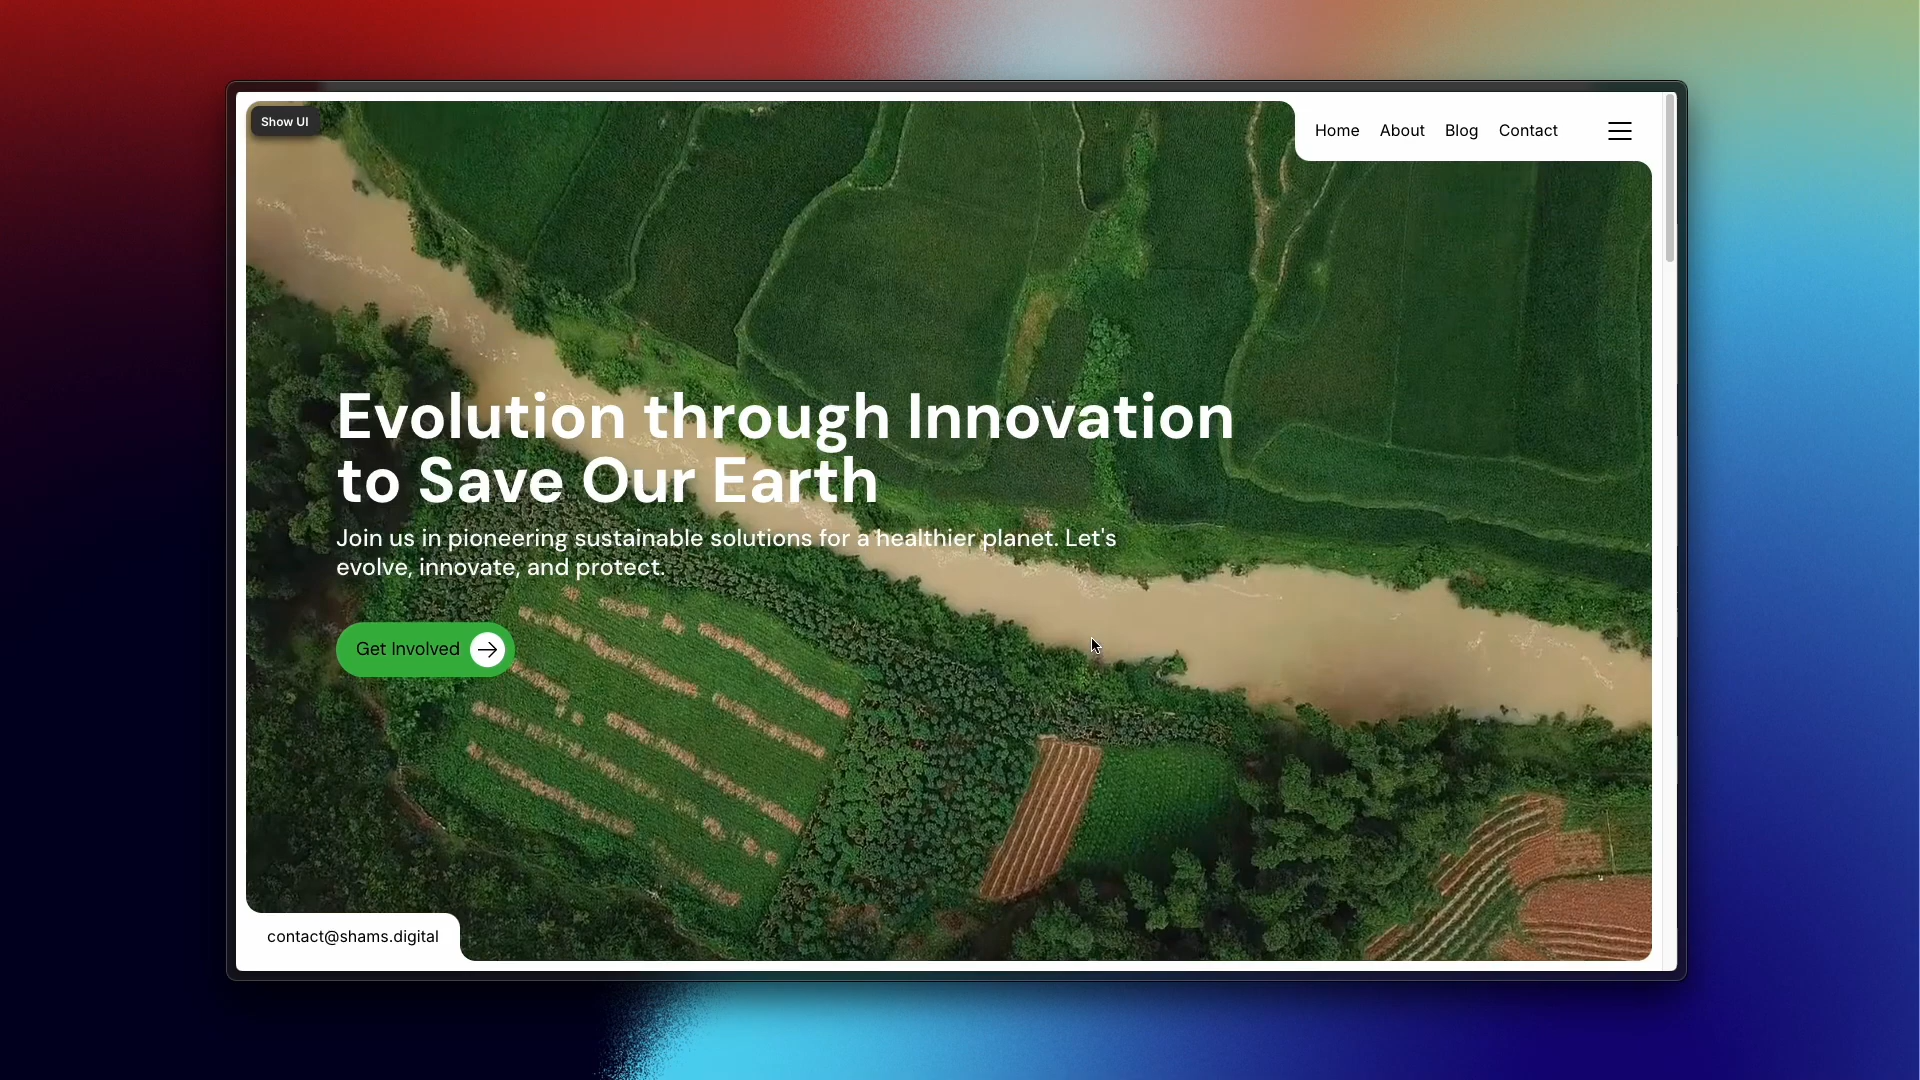 Show UI
Home About Blog Contact
Evolution through Innovation
to Save Our Earth
Join us in pioneering sustainable solutions for a healthier planet. Let's
evolve, innovate, and protect.
Get Involved
contact@shams.digital